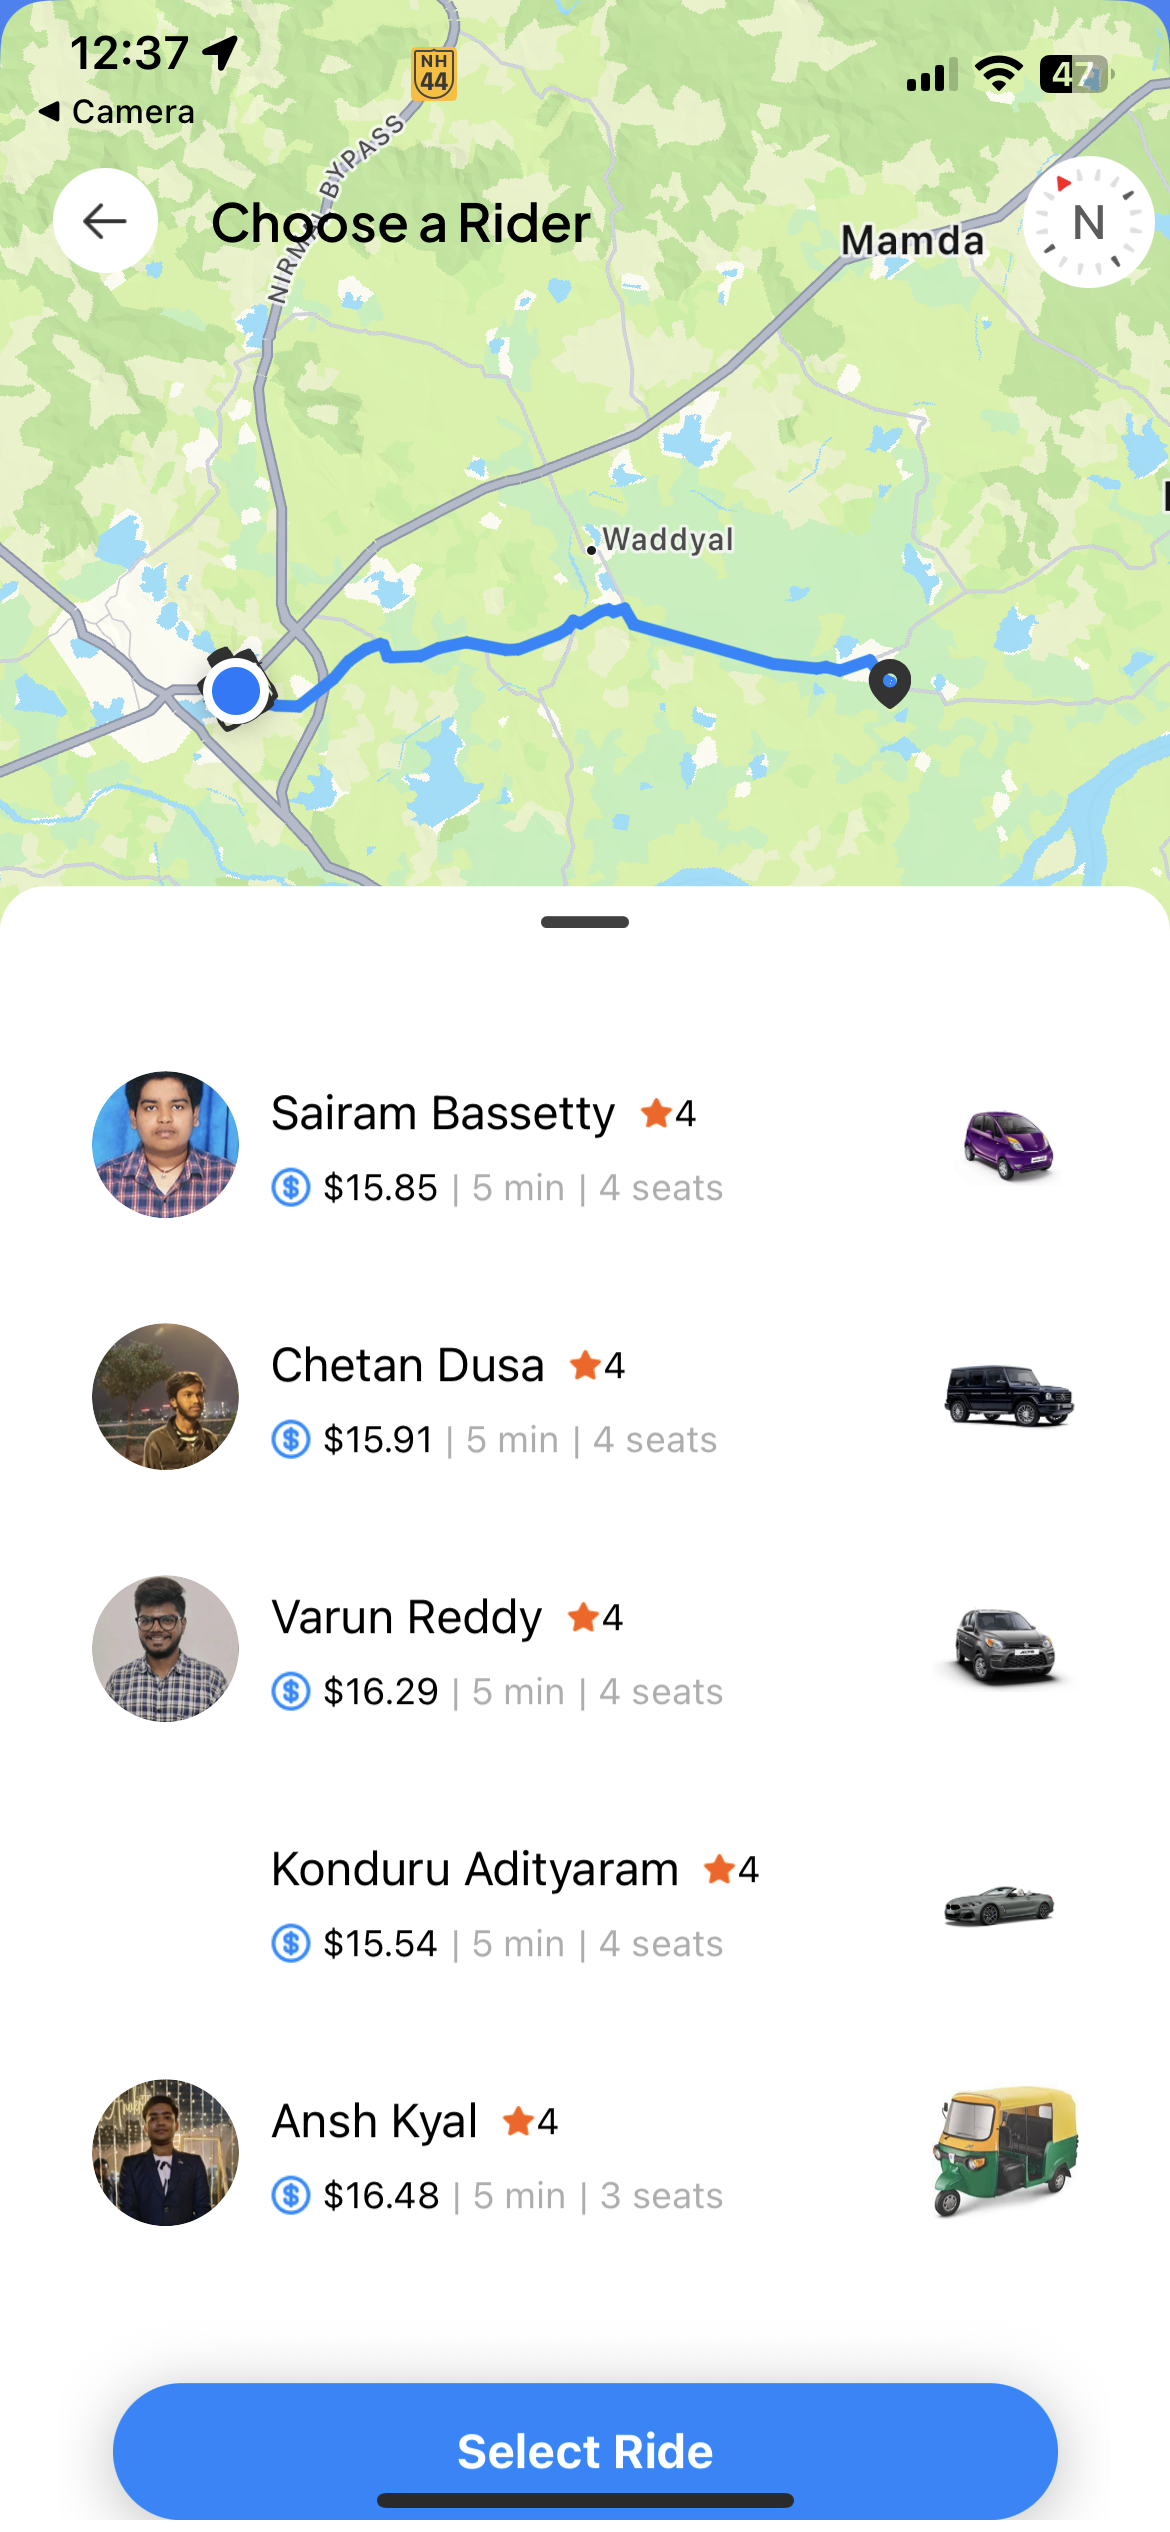 12:37
47
◀ Camera
NH
44
NIRMAL BYPASS
Choose a Rider
Mamda
N
Waddyal
Sairam Bassetty 4
$15.85 | 5 min | 4 seats
Chetan Dusa 4
$15.91 | 5 min | 4 seats
Varun Reddy 4
$16.29 | 5 min | 4 seats
Konduru Adityaram 4
$15.54 | 5 min | 4 seats
Ansh Kyal 4
$16.48 | 5 min | 3 seats
Select Ride